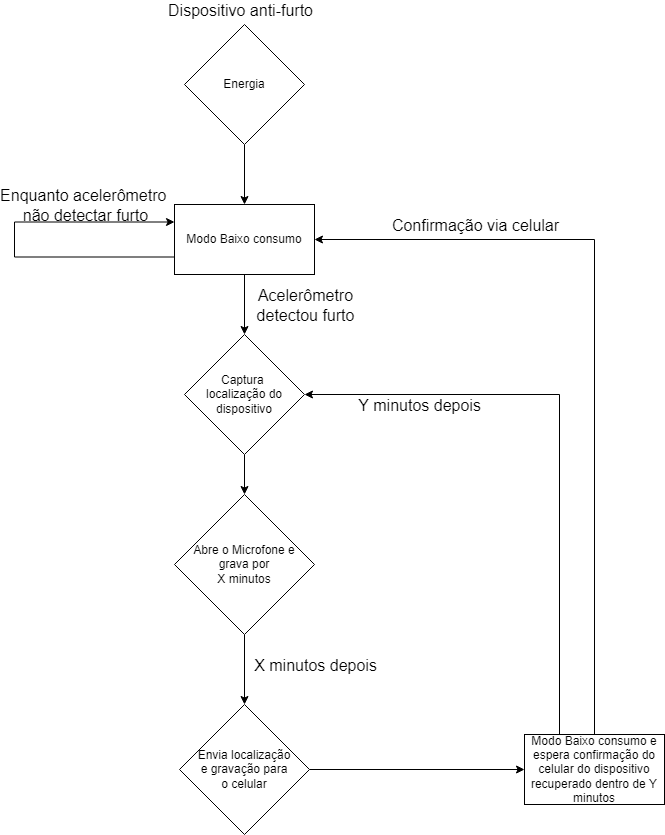 Dispositivo anti-furto
Energia
Enquanto acelerômetro
não detectar furto
Modo Baixo consumo
Confirmação via celular
Acelerômetro
detectou furto
Captura
localização do
dispositivo
Y minutos depois
Abre o Microfone e
grava por
X minutos
X minutos depois
Envia localização
e gravação para
o celular
Modo Baixo consumo e
espera confirmação do
celular do dispositivo
recuperado dentro de Y
minutos